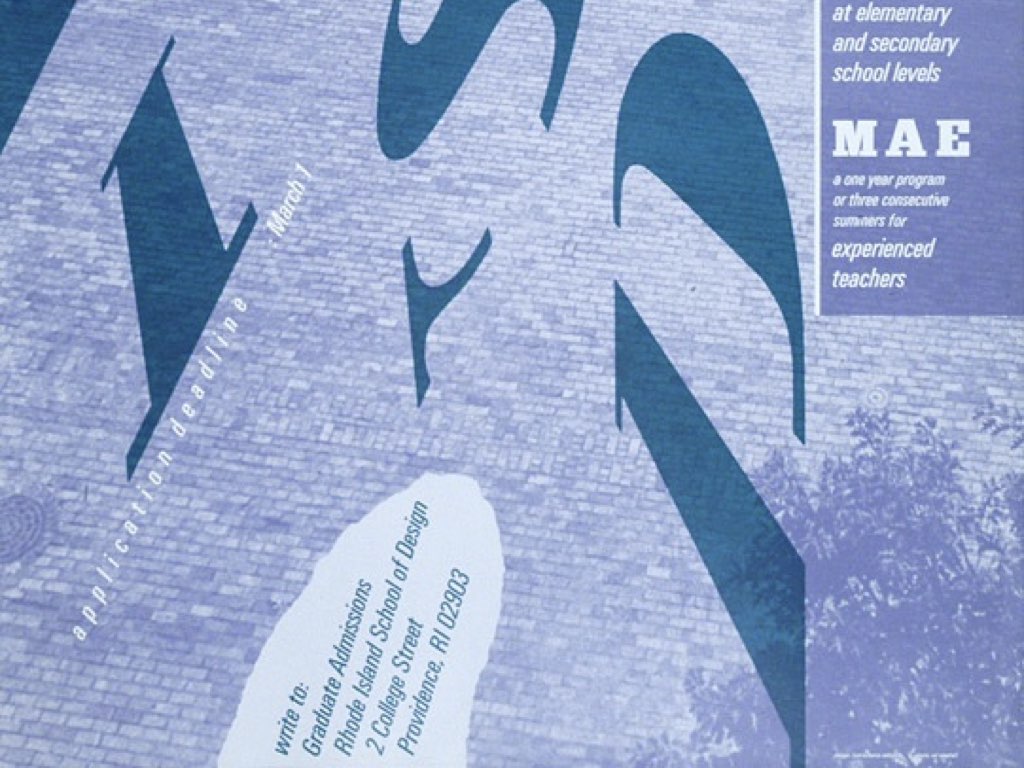 at elementary
and secondary
school levels
MAE
a one year program
or three consecutive
summers for
experienced
teachers
application deadline · March 1
write to:
Graduate Admissions
Rhode Island School of Design
2 College Street
Providence, RI 02903